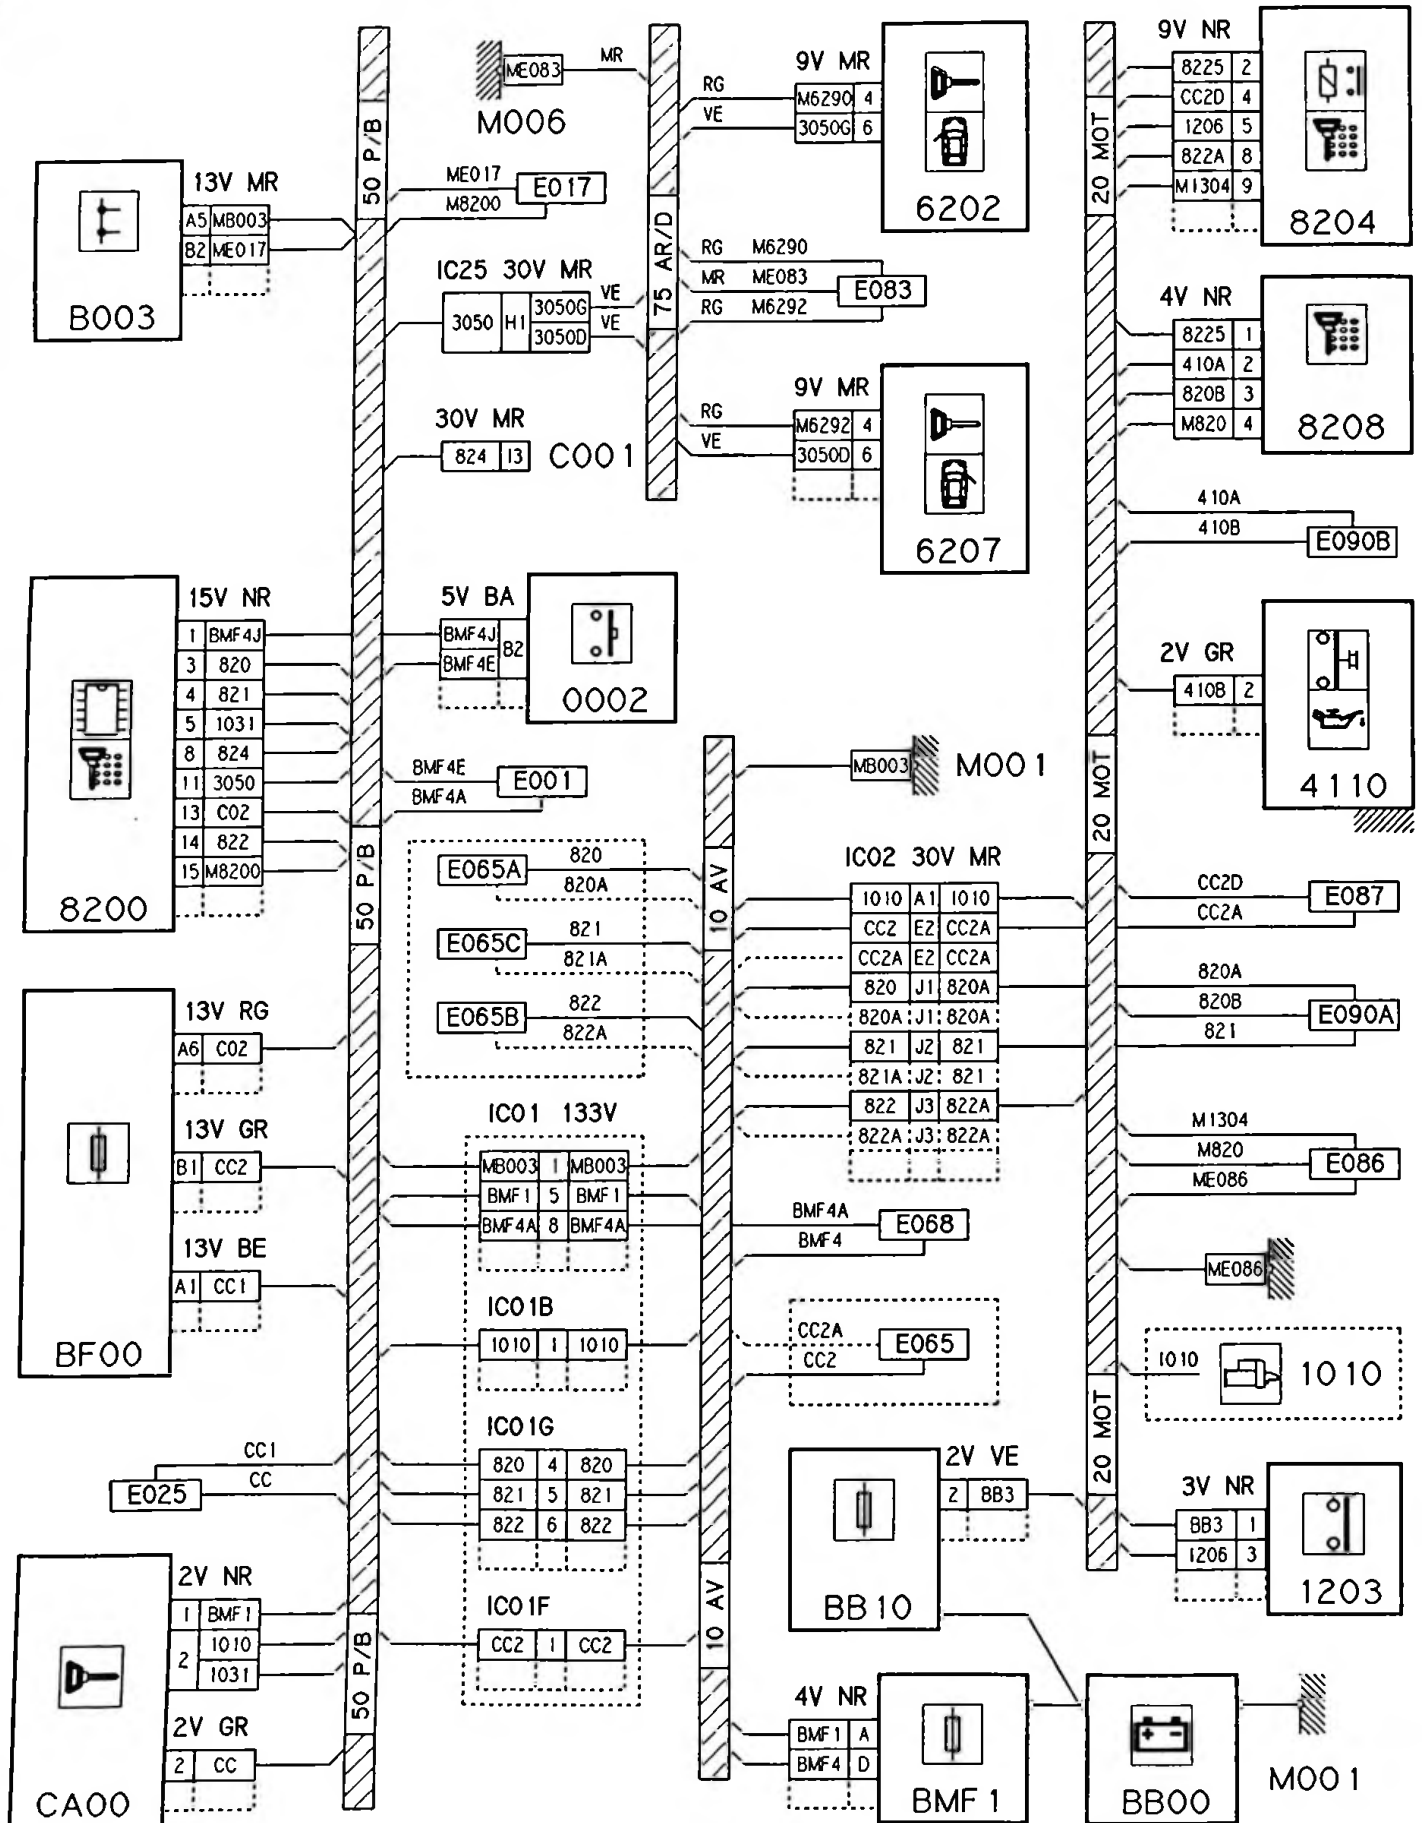 50 P/B
ME083
MR
M006
ME017
M8200
E017
B003
13V MR
A5 MB003
B2 ME017
IC25 30V MR
3050 H1 3050G
3050D
VE
VE
30V MR
824 I3
C001
75 AR/D
RG
VE
9V MR
M6290 4
3050G 6
6202
RG M6290
MR ME083
RG M6292
E083
RG
VE
9V MR
M6292 4
3050D 6
6207
20 MOT
9V NR
8225 2
CC2D 4
1206 5
822A 8
M1304 9
8204
4V NR
8225 1
410A 2
820B 3
M820 4
8208
410A
410B
E090B
2V GR
410B 2
4110
15V NR
1 BMF4J
3 820
4 821
5 1031
8 824
11 3050
13 C02
14 822
15 M8200
8200
5V BA
BMF4J
BMF4E
B2
0002
BMF4E
BMF4A
E001
50 P/B
E065A
820
820A
E065C
821
821A
E065B
822
822A
10 AV
MB003
M001
IC02 30V MR
1010 A1 1010
CC2 E2 CC2A
CC2A E2 CC2A
820 J1 820A
820A J1 820A
821 J2 821
821A J2 821
822 J3 822A
822A J3 822A
20 MOT
CC2D
CC2A
E087
820A
820B
821
E090A
M1304
M820
ME086
E086
ME086
1010
1010
13V RG
A6 C02
13V GR
B1 CC2
13V BE
A1 CC1
BF00
IC01 133V
MB003 1 MB003
BMF1 5 BMF1
BMF4A 8 BMF4A
IC01B
1010 1 1010
IC01G
820 4 820
821 5 821
822 6 822
IC01F
CC2 1 CC2
BMF4A
BMF4
E068
CC2A
CC2
E065
CC1
CC
E025
2V NR
1 BMF1
2 1010
1031
2V GR
2 CC
CA00
50 P/B
10 AV
2V VE
2 BB3
BB10
20 MOT
3V NR
BB3 1
1206 3
1203
4V NR
BMF1 A
BMF4 D
BMF1
BB00
M001